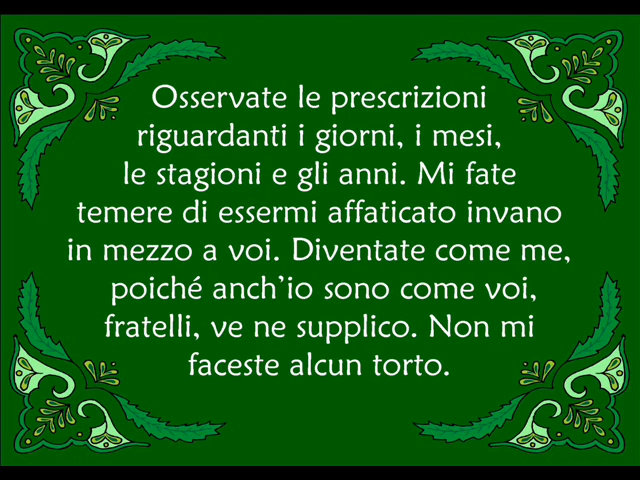 Osservate le prescrizioni
riguardanti i giorni, i mesi,
le stagioni e gli anni. Mi fate
temere di essermi affaticato invano
in mezzo a voi. Diventate come me,
poiché anch'io sono come voi,
fratelli, ve ne supplico. Non mi
faceste alcun torto.